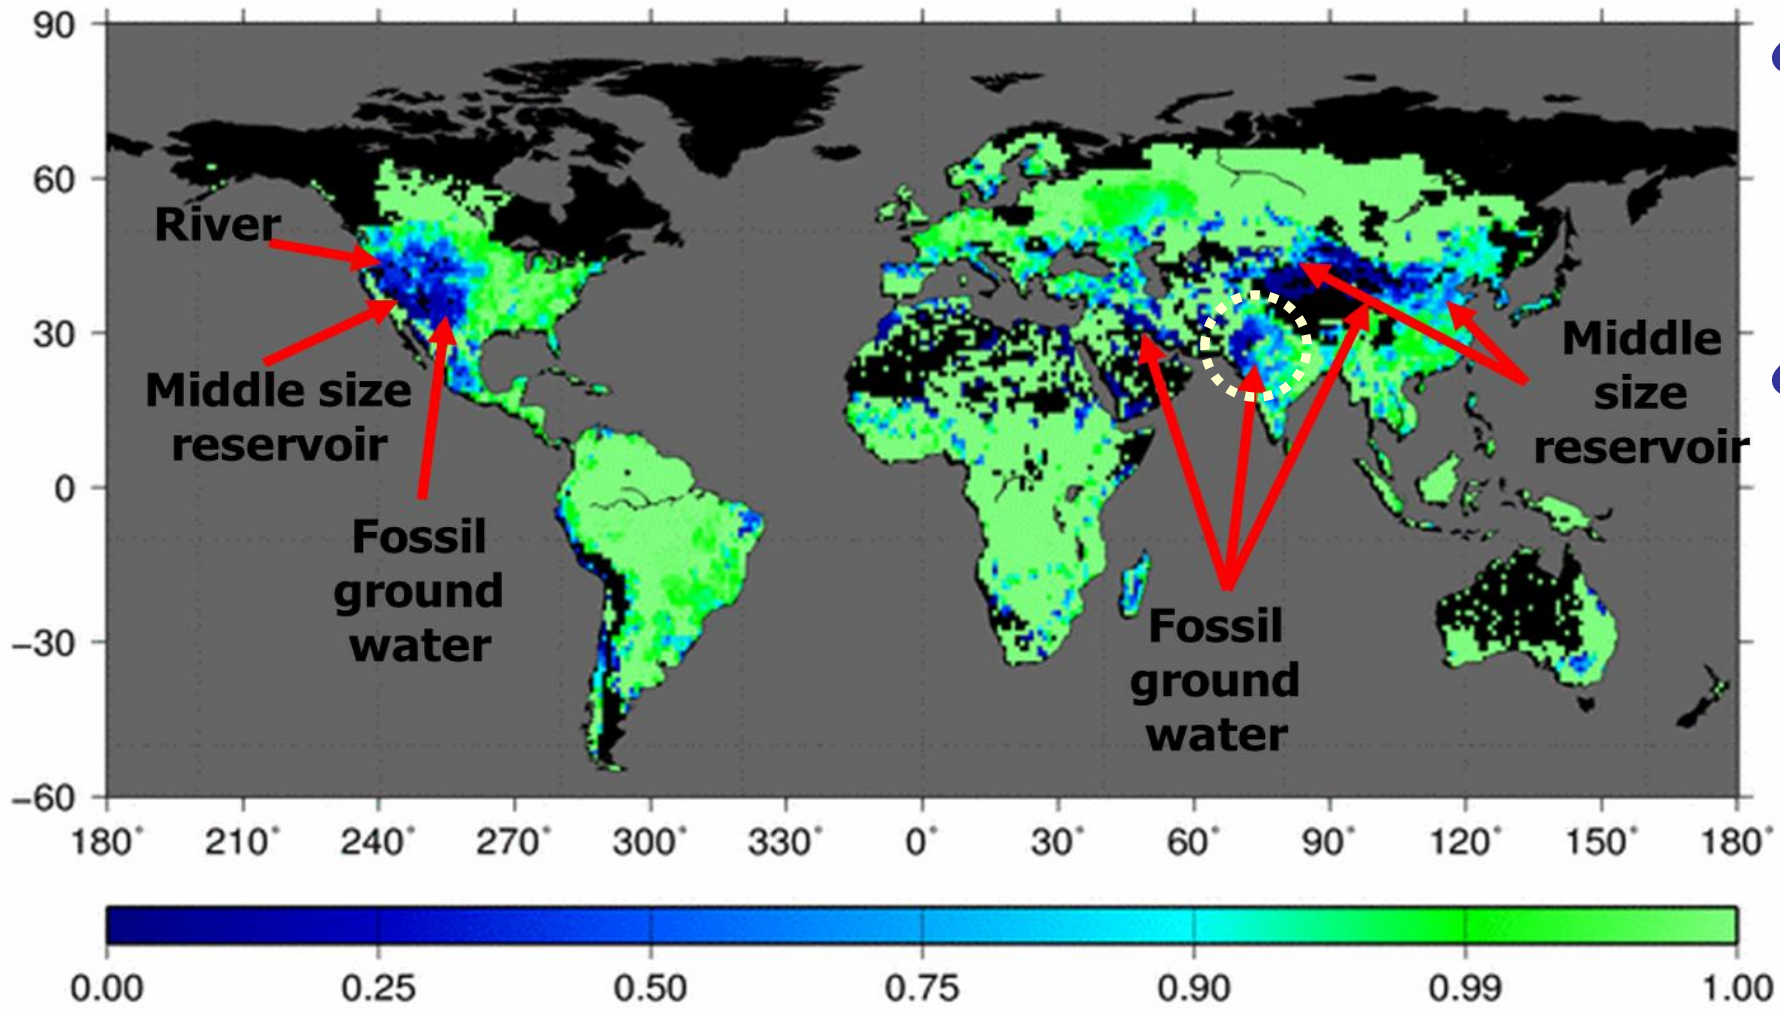 90
60
30
0
−30
−60
River
Middle size
reservoir
Fossil
ground
water
Middle
size
reservoir
Fossil
ground
water
180° 210° 240° 270° 300° 330° 0° 30° 60° 90° 120° 150° 180°
0.00 0.25 0.50 0.75 0.90 0.99 1.00